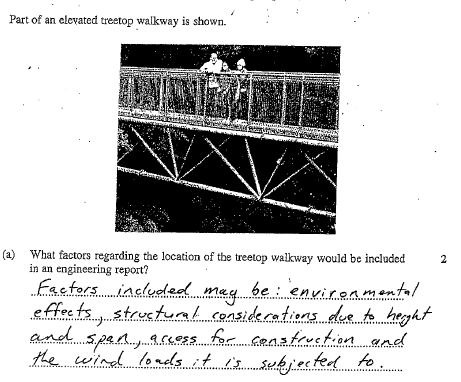 Part of an elevated treetop walkway is shown.
(a) What factors regarding the location of the treetop walkway would be included 2
in an engineering report?
Factors included may be : environmental
effects, structural considerations due to height
and span, access for construction and
the wind loads it is subjected to.